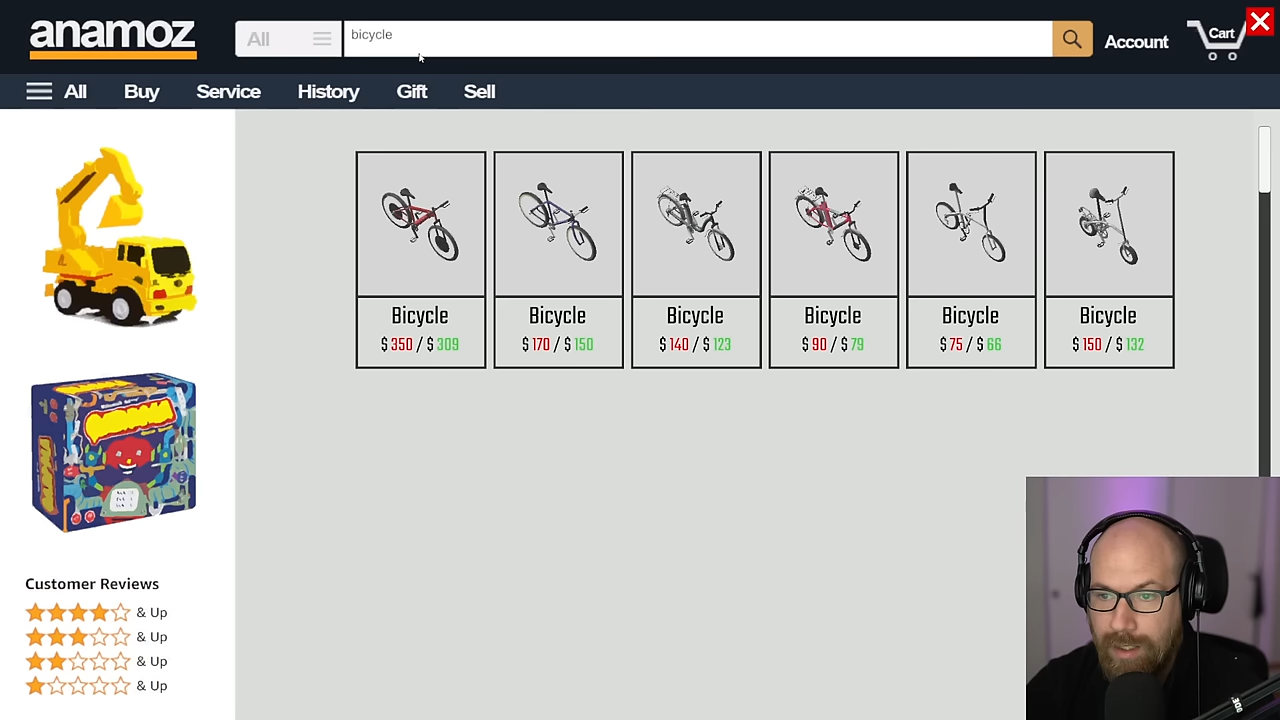 anamoz
All
bicycle
Account
Cart
All
Buy
Service
History
Gift
Sell
Bicycle
$ 350 / $ 309
Bicycle
$ 170 / $ 150
Bicycle
$ 140 / $ 123
Bicycle
$ 90 / $ 79
Bicycle
$ 75 / $ 66
Bicycle
$ 150 / $ 132
Customer Reviews
& Up
& Up
& Up
& Up